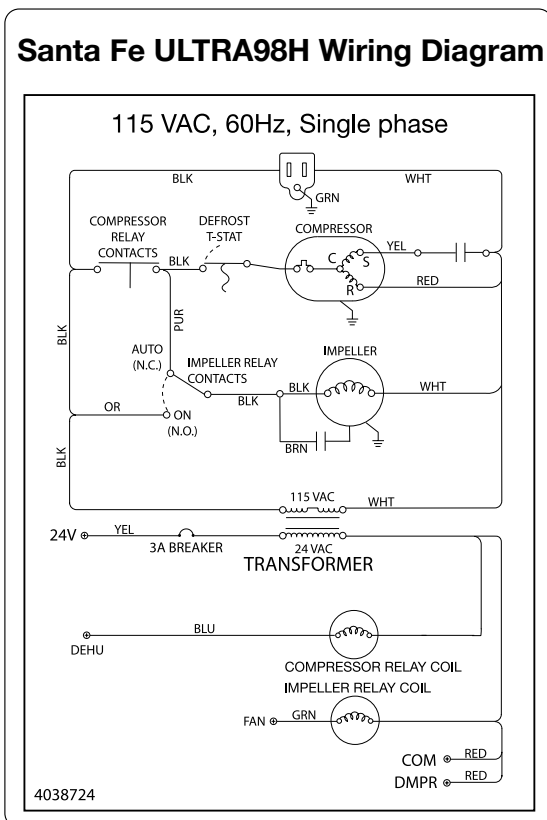 Santa Fe ULTRA98H Wiring Diagram
115 VAC, 60Hz, Single phase
BLK
WHT
GRN
COMPRESSOR
RELAY
CONTACTS
DEFROST
T-STAT
COMPRESSOR
BLK
C
S
R
YEL
RED
BLK
PUR
AUTO
(N.C.)
IMPELLER RELAY
CONTACTS
IMPELLER
BLK
BLK
WHT
OR
ON
(N.O.)
BRN
BLK
115 VAC
WHT
24V
YEL
3A BREAKER
24 VAC
TRANSFORMER
BLU
DEHU
COMPRESSOR RELAY COIL
IMPELLER RELAY COIL
FAN
GRN
COM
RED
DMPR
RED
4038724